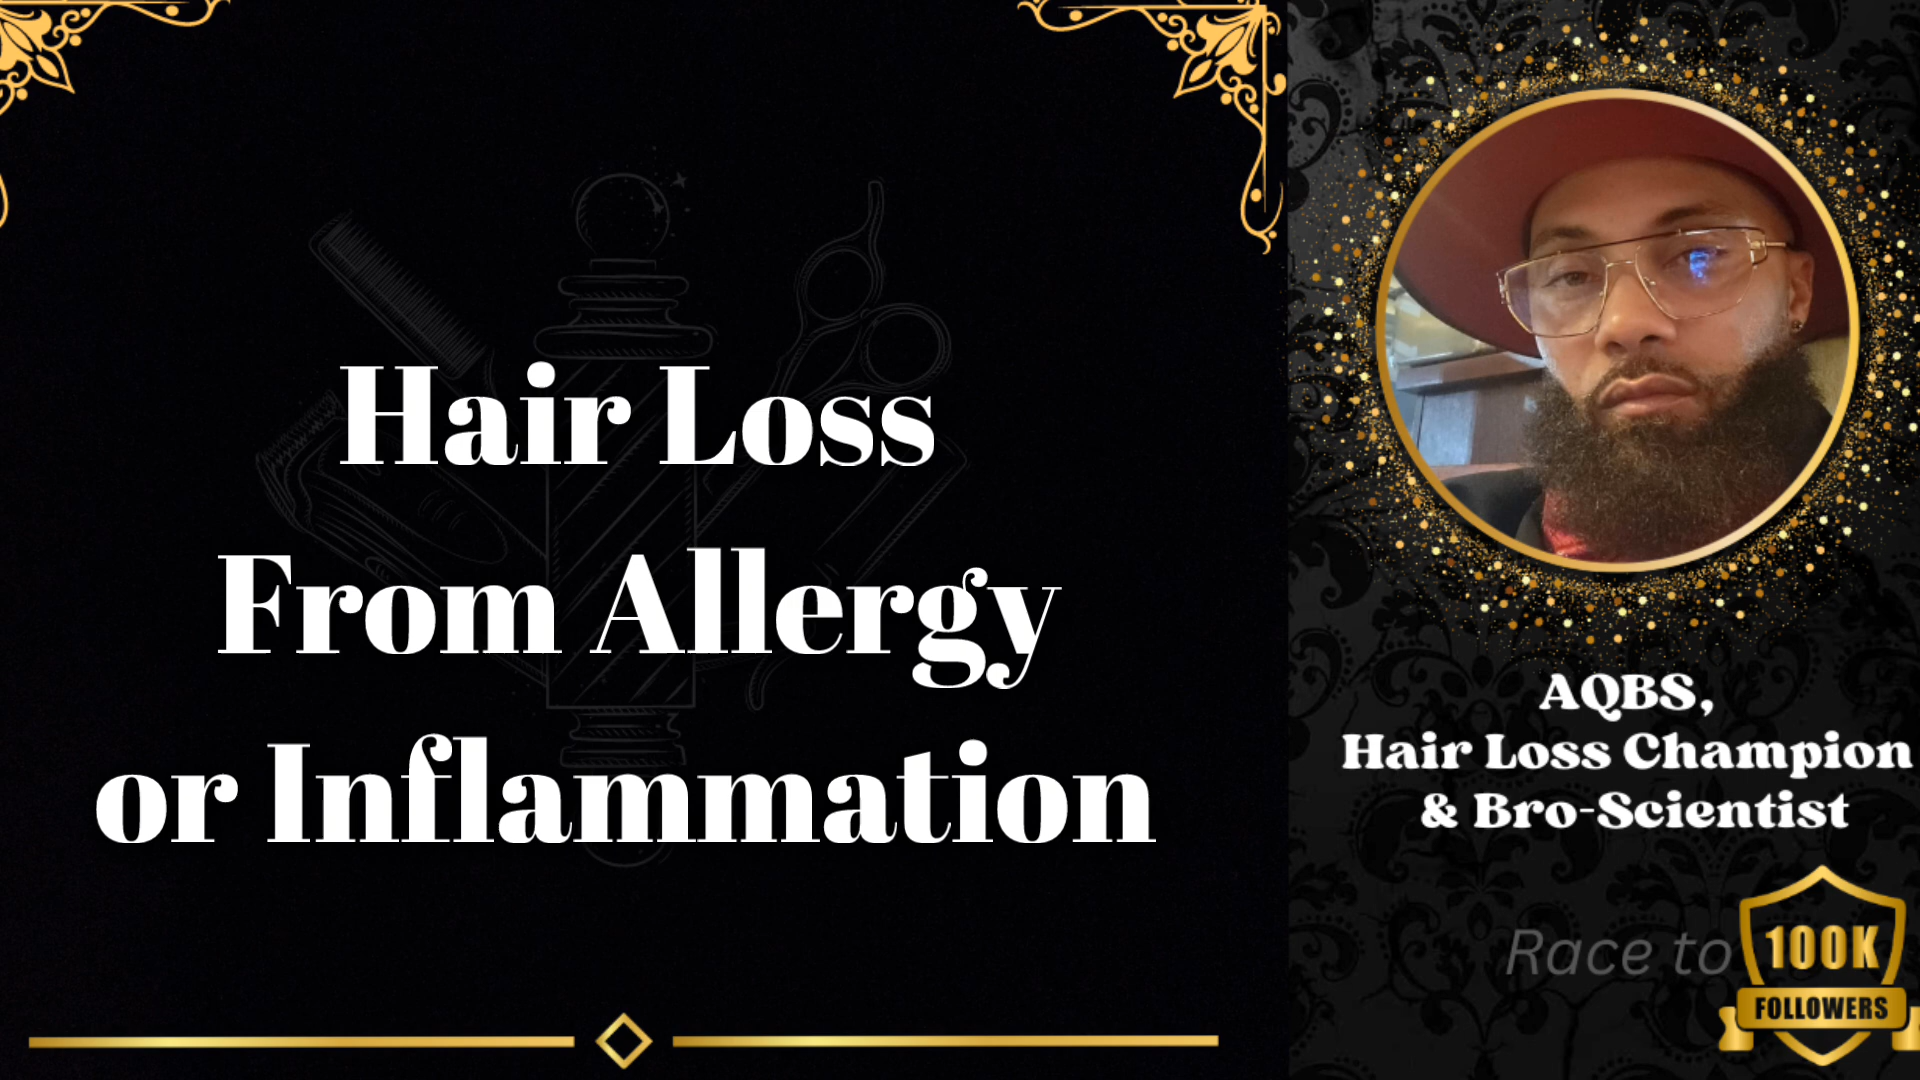 Hair Loss
From Allergy
or Inflammation
AQBS,
Hair Loss Champion
& Bro-Scientist
Race to
100K
FOLLOWERS